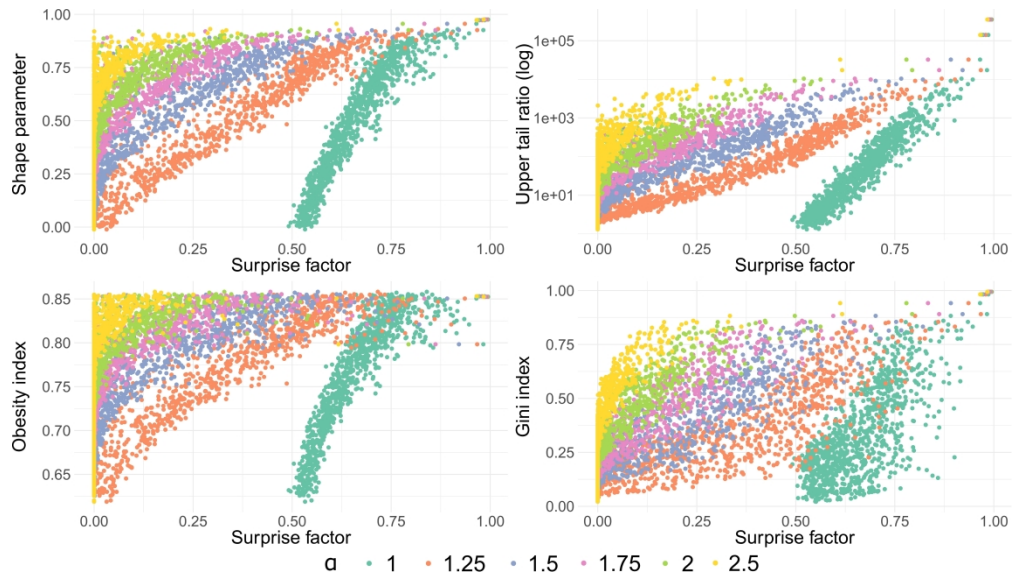 Shape parameter
1.00
0.75
0.50
0.25
0.00
0.00 0.25 0.50 0.75 1.00
Surprise factor
Upper tail ratio (log)
1e+05
1e+03
1e+01
0.00 0.25 0.50 0.75 1.00
Surprise factor
Obesity index
0.85
0.80
0.75
0.70
0.65
0.00 0.25 0.50 0.75 1.00
Surprise factor
Gini index
1.00
0.75
0.50
0.25
0.00
0.00 0.25 0.50 0.75 1.00
Surprise factor
α 1 1.25 1.5 1.75 2 2.5